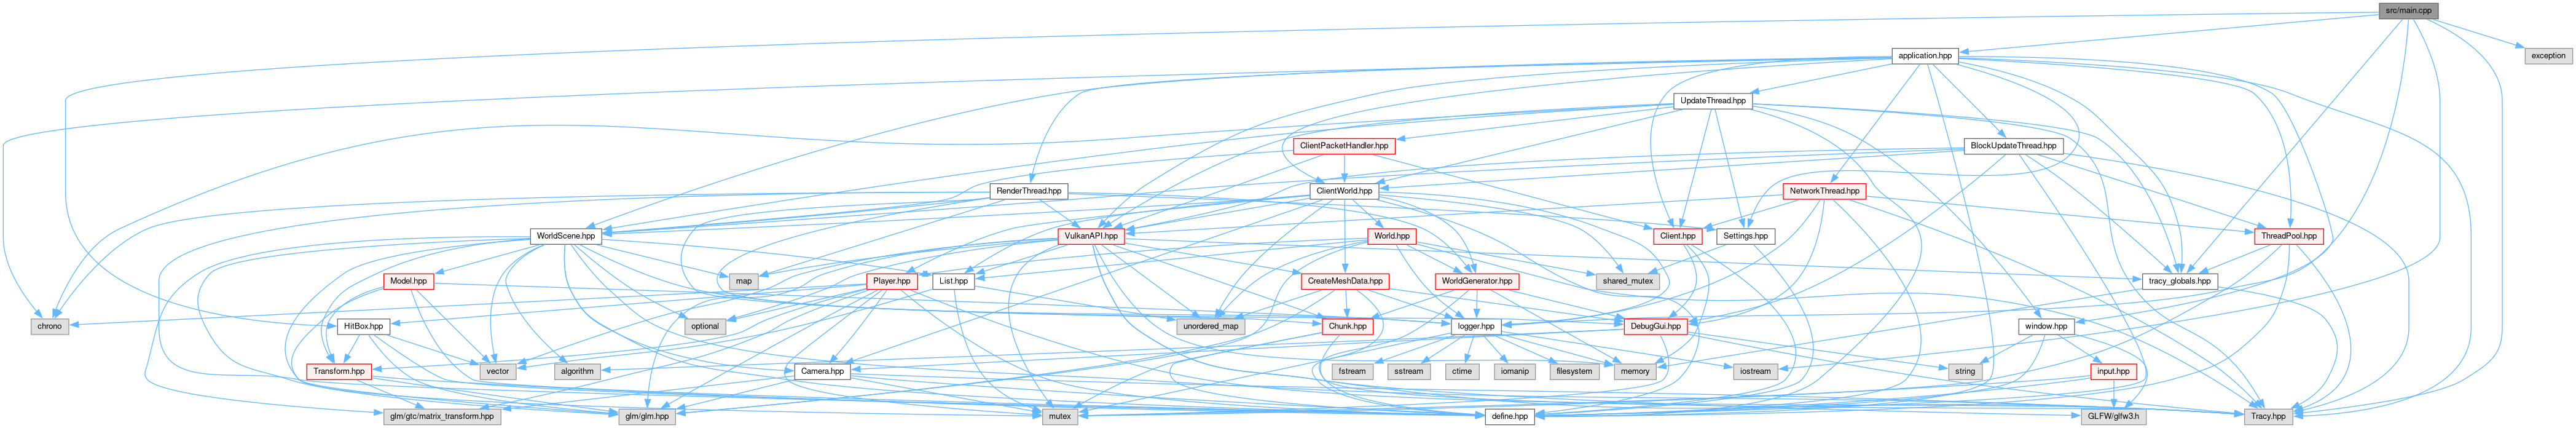 src/main.cpp
application.hpp
exception
UpdateThread.hpp
ClientPacketHandler.hpp
BlockUpdateThread.hpp
RenderThread.hpp
ClientWorld.hpp
NetworkThread.hpp
WorldScene.hpp
VulkanAPI.hpp
World.hpp
Client.hpp
Settings.hpp
ThreadPool.hpp
Model.hpp
map
Player.hpp
List.hpp
CreateMeshData.hpp
WorldGenerator.hpp
shared_mutex
tracy_globals.hpp
chrono
HitBox.hpp
optional
unordered_map
Chunk.hpp
logger.hpp
DebugGui.hpp
window.hpp
Transform.hpp
vector
algorithm
Camera.hpp
fstream
sstream
ctime
iomanip
filesystem
memory
iostream
string
input.hpp
glm/gtc/matrix_transform.hpp
glm/glm.hpp
mutex
define.hpp
GLFW/glfw3.h
Tracy.hpp